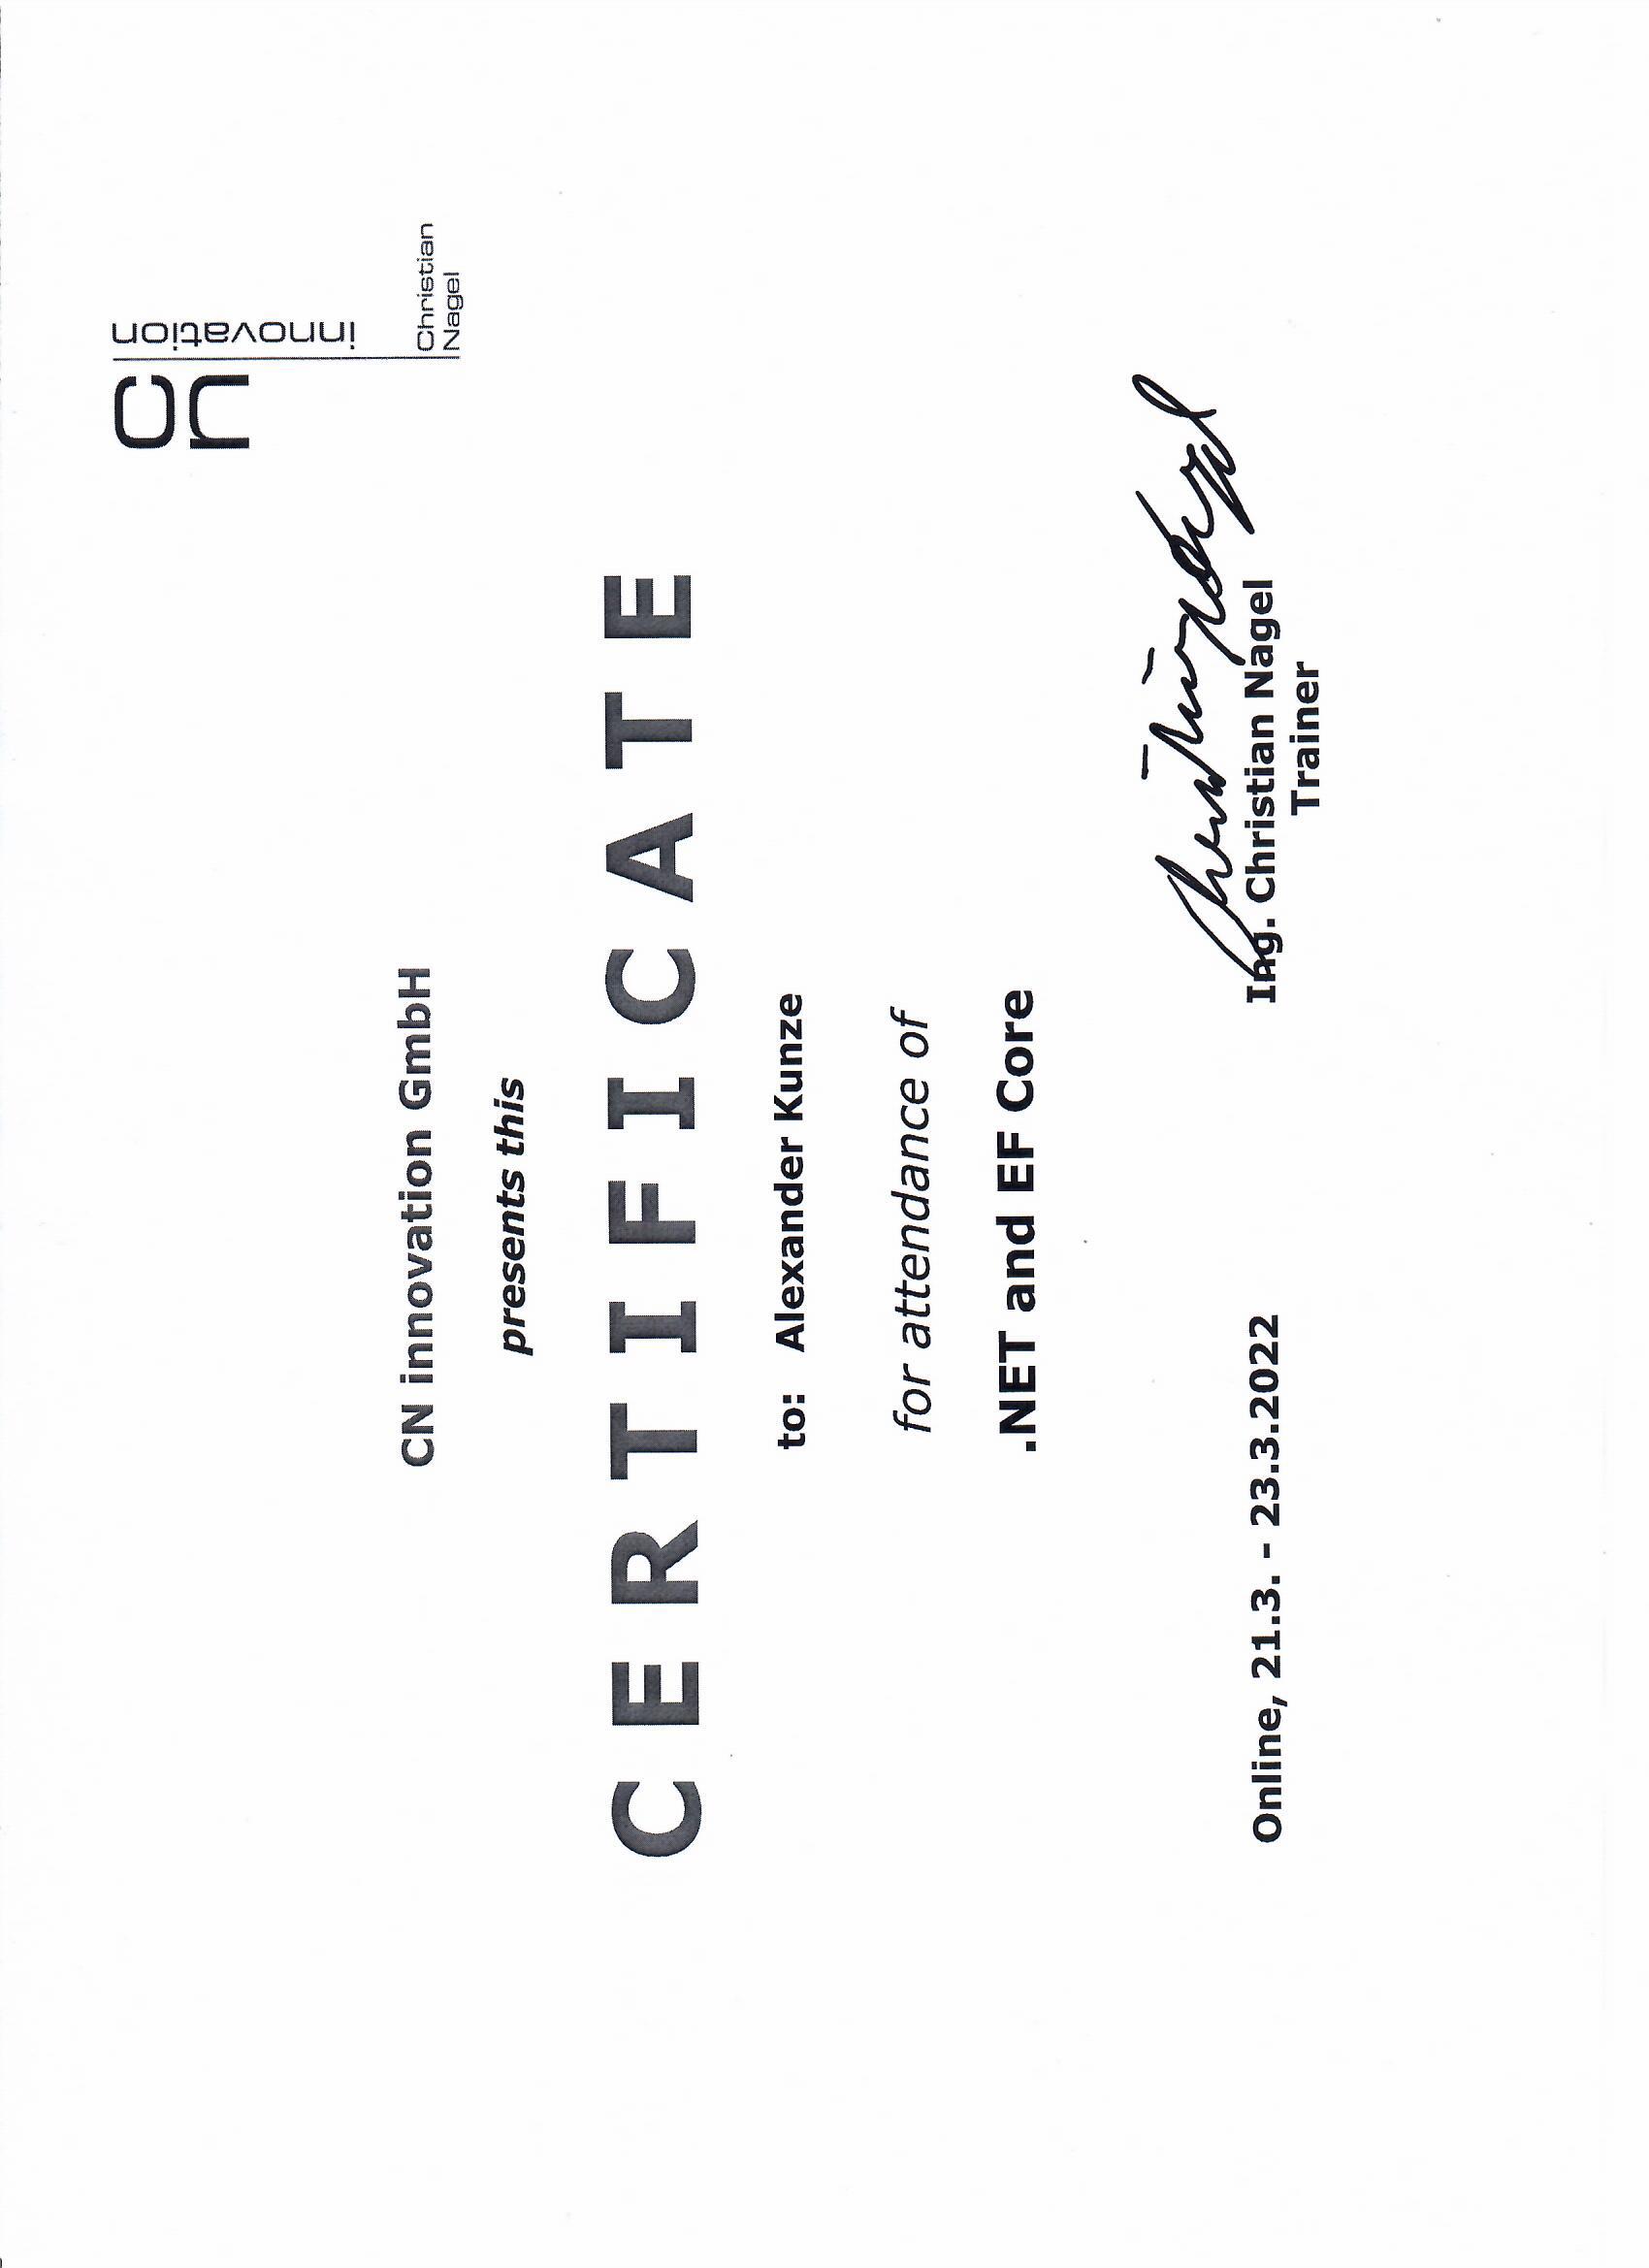 cn
innovation
Christian
Nagel
CN innovation GmbH
presents this
CERTIFICATE
to: Alexander Kunze
for attendance of
.NET and EF Core
Christian Nagel
Online, 21.3. - 23.3.2022
Ing. Christian Nagel
Trainer